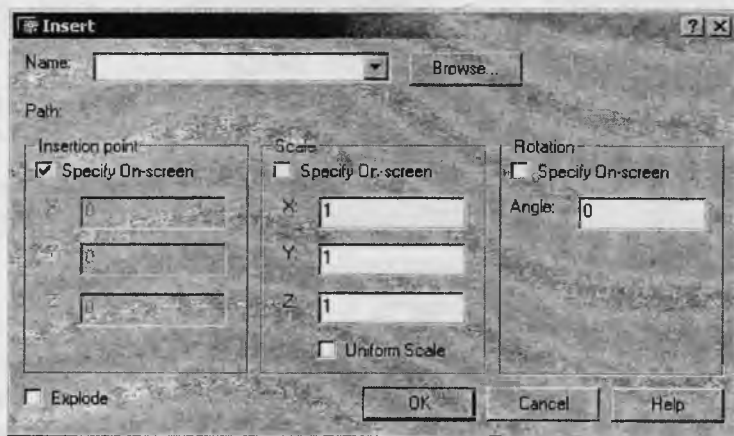 Insert
Name:
Browse...
Path:
Insertion point
Specify On-screen
X: 0
Y: 0
Z: 0
Scale
Specify On-screen
X: 1
Y: 1
Z: 1
Uniform Scale
Rotation
Specify On-screen
Angle: 0
Explode
OK
Cancel
Help